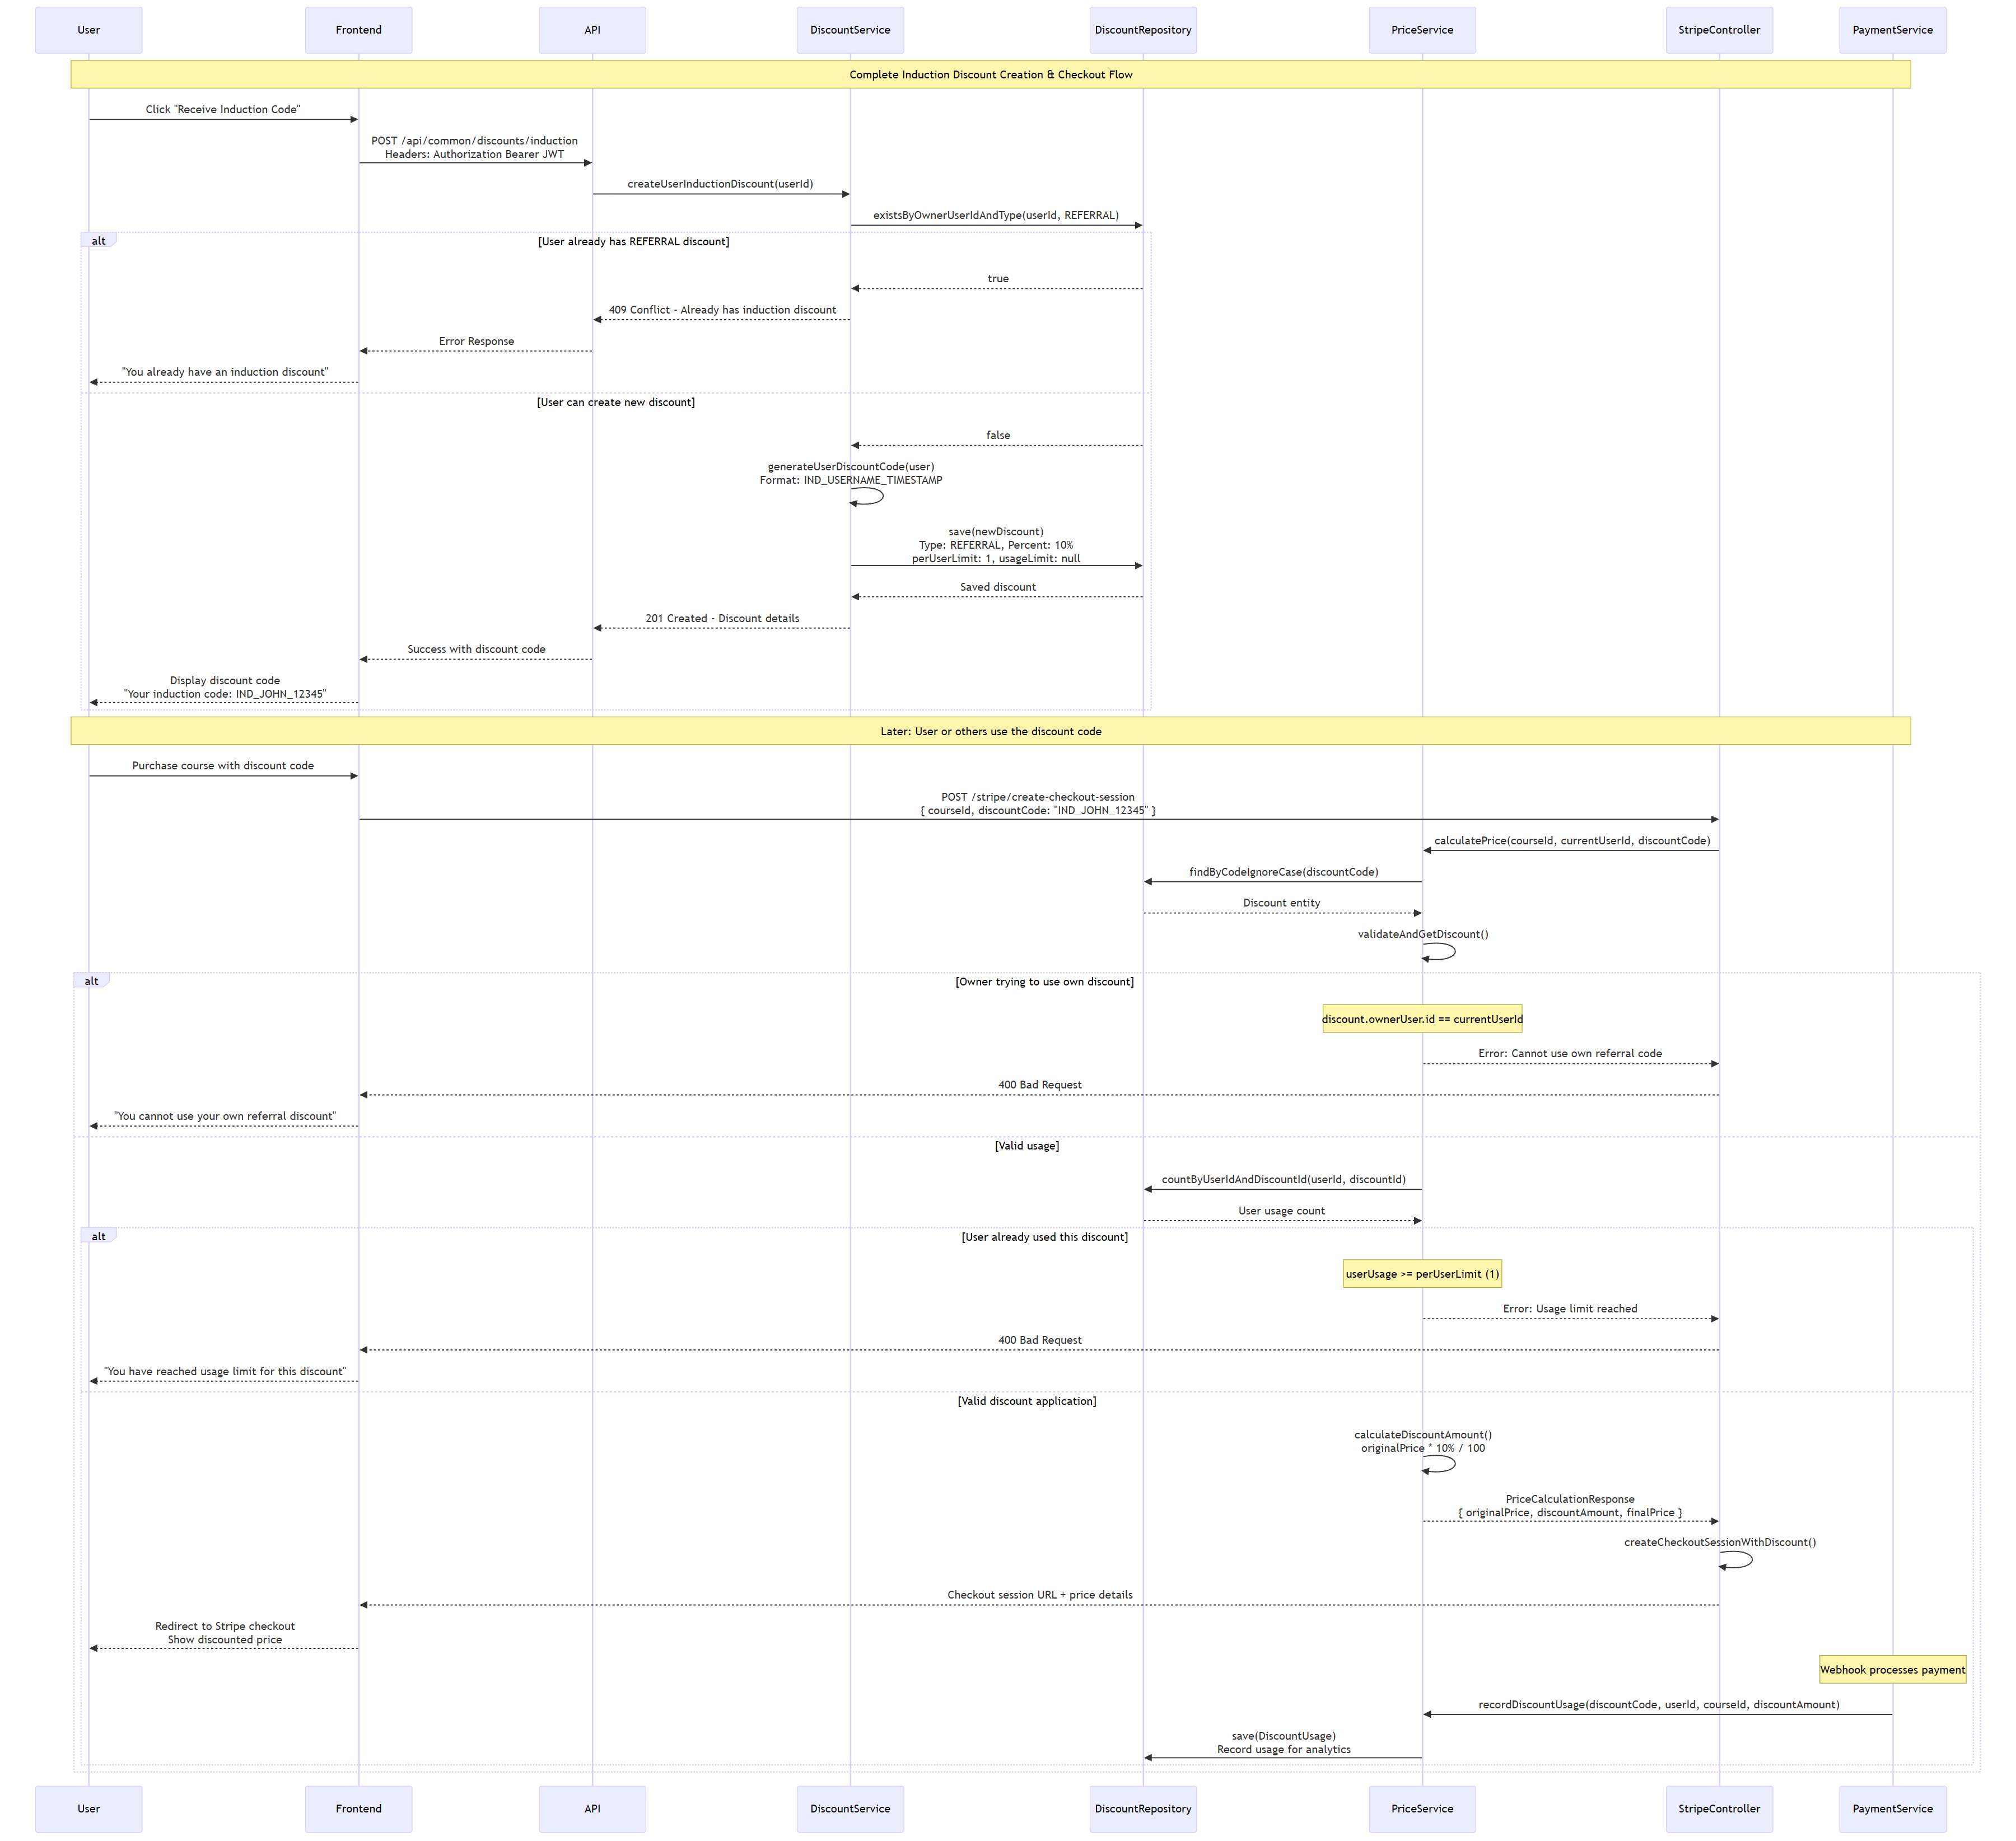 User
Frontend
API
DiscountService
DiscountRepository
PriceService
StripeController
PaymentService
Complete Induction Discount Creation & Checkout Flow
Click "Receive Induction Code"
POST /api/common/discounts/induction
Headers: Authorization Bearer JWT
createUserInductionDiscount(userId)
existsByOwnerUserIdAndType(userId, REFERRAL)
alt
[User already has REFERRAL discount]
true
409 Conflict - Already has induction discount
Error Response
"You already have an induction discount"
[User can create new discount]
false
generateUserDiscountCode(user)
Format: IND_USERNAME_TIMESTAMP
save(newDiscount)
Type: REFERRAL, Percent: 10%
perUserLimit: 1, usageLimit: null
Saved discount
201 Created - Discount details
Success with discount code
Display discount code
"Your induction code: IND_JOHN_12345"
Later: User or others use the discount code
Purchase course with discount code
POST /stripe/create-checkout-session
{ courseId, discountCode: "IND_JOHN_12345" }
calculatePrice(courseId, currentUserId, discountCode)
findByCodeIgnoreCase(discountCode)
Discount entity
validateAndGetDiscount()
alt
[Owner trying to use own discount]
discount.ownerUser.id == currentUserId
Error: Cannot use own referral code
400 Bad Request
"You cannot use your own referral discount"
[Valid usage]
countByUserIdAndDiscountId(userId, discountId)
User usage count
alt
[User already used this discount]
userUsage >= perUserLimit (1)
Error: Usage limit reached
400 Bad Request
"You have reached usage limit for this discount"
[Valid discount application]
calculateDiscountAmount()
originalPrice * 10% / 100
PriceCalculationResponse
{ originalPrice, discountAmount, finalPrice }
createCheckoutSessionWithDiscount()
Checkout session URL + price details
Redirect to Stripe checkout
Show discounted price
Webhook processes payment
recordDiscountUsage(discountCode, userId, courseId, discountAmount)
save(DiscountUsage)
Record usage for analytics
User
Frontend
API
DiscountService
DiscountRepository
PriceService
StripeController
PaymentService